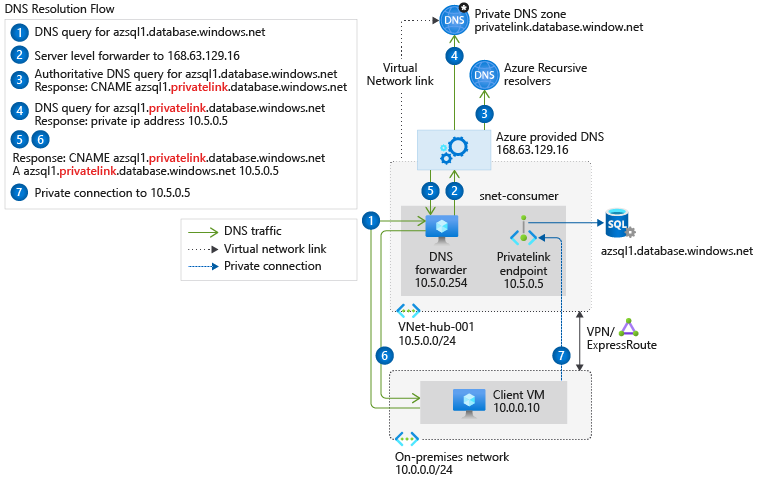 DNS Resolution Flow
1 DNS query for azsql1.database.windows.net
2 Server level forwarder to 168.63.129.16
3 Authoritative DNS query for azsql1.database.windows.net
Response: CNAME azsql1.privatelink.database.windows.net
4 DNS query for azsql1.privatelink.database.windows.net
Response: private ip address 10.5.0.5
5 6
Response: CNAME azsql1.privatelink.database.windows.net
A azsql1.privatelink.database.windows.net 10.5.0.5
7 Private connection to 10.5.0.5
DNS traffic
Virtual network link
Private connection
DNS
Private DNS zone
privatelink.database.window.net
4
Virtual
Network link
DNS
Azure Recursive
resolvers
3
Azure provided DNS
168.63.129.16
5
2
snet-consumer
1
DNS
forwarder
10.5.0.254
Privatelink
endpoint
10.5.0.5
SQL
azsql1.database.windows.net
VNet-hub-001
10.5.0.0/24
VPN/
ExpressRoute
6
7
Client VM
10.0.0.10
On-premises network
10.0.0.0/24